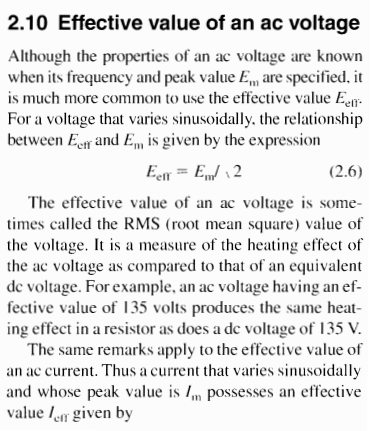 2.10 Effective value of an ac voltage
Although the properties of an ac voltage are known
when its frequency and peak value Em are specified, it
is much more common to use the effective value Eeff.
For a voltage that varies sinusoidally, the relationship
between Eeff and Em is given by the expression
Eeff = Em/√2 (2.6)
The effective value of an ac voltage is some-
times called the RMS (root mean square) value of
the voltage. It is a measure of the heating effect of
the ac voltage as compared to that of an equivalent
dc voltage. For example, an ac voltage having an ef-
fective value of 135 volts produces the same heat-
ing effect in a resistor as does a dc voltage of 135 V.
The same remarks apply to the effective value of
an ac current. Thus a current that varies sinusoidally
and whose peak value is Im possesses an effective
value Ieff given by